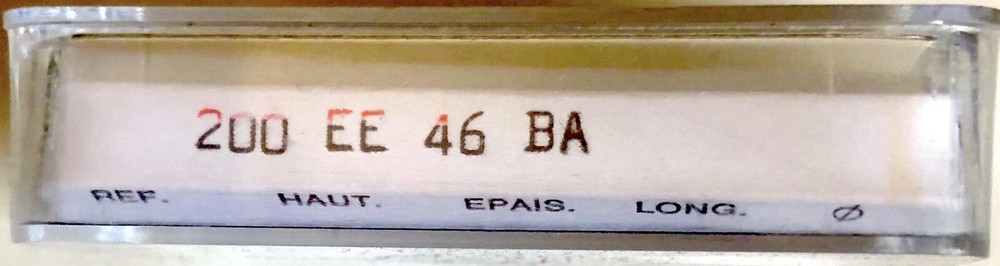 200 EE 46 BA
REF. HAUT. EPAIS. LONG. Ø